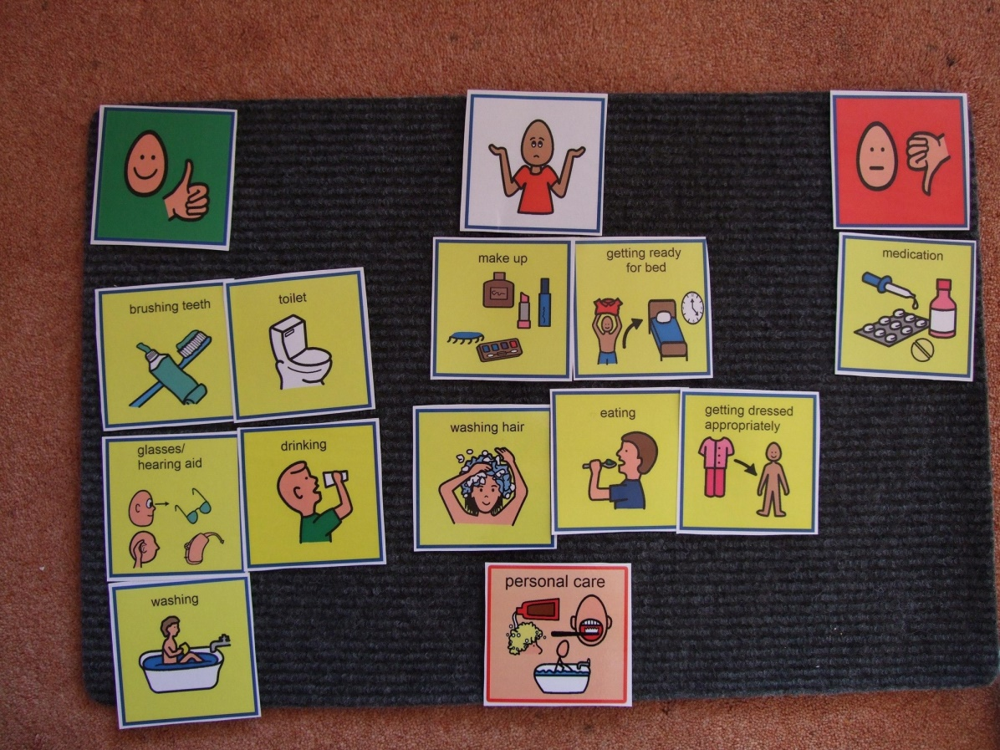 make up
getting ready
for bed
medication
brushing teeth
toilet
washing hair
eating
getting dressed
appropriately
glasses/
hearing aid
drinking
washing
personal care